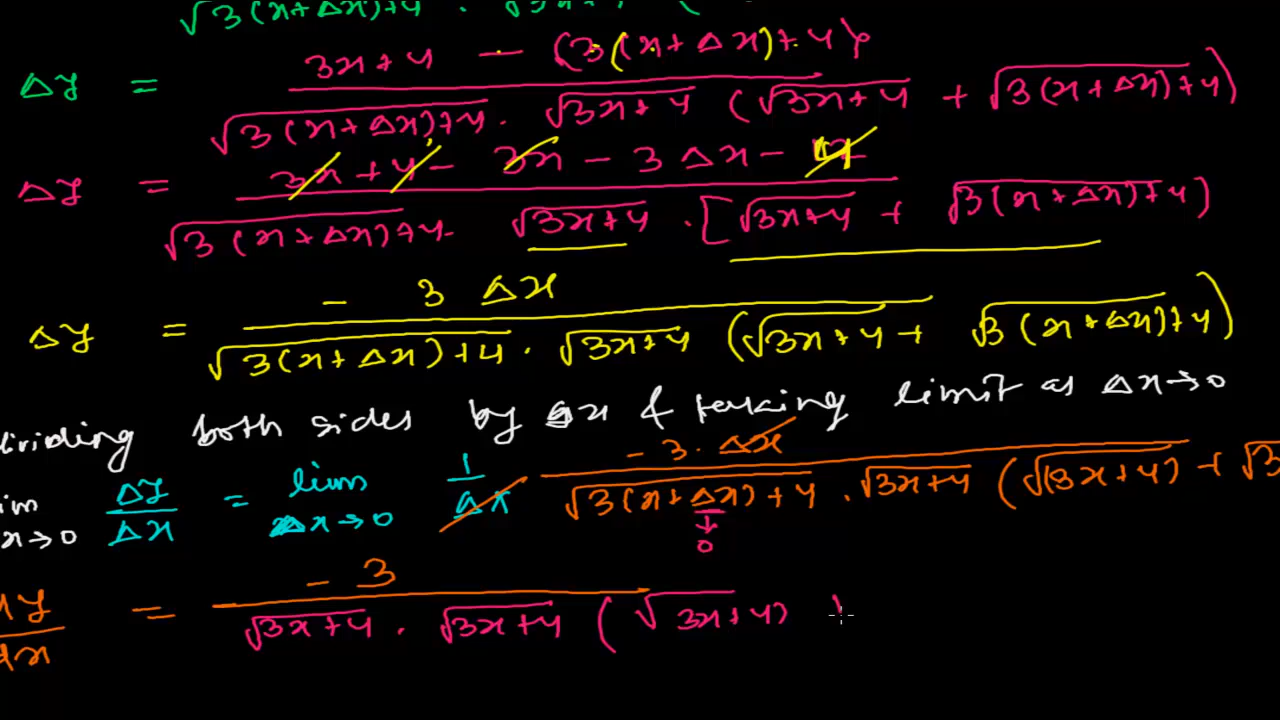 √3(x+Δx)+4 · √3x+4 (
Δy = 3x+4 - (3(x+Δx)+4) / √3(x+Δx)+4 · √3x+4 (√3x+4 + √3(x+Δx)+4)
Δy = 3x+4 - 3x - 3Δx - 4 / √3(x+Δx)+4 · √3x+4 · [√3x+4 + √3(x+Δx)+4)
Δy = - 3 Δx / √3(x+Δx)+4 · √3x+4 (√3x+4 + √3(x+Δx)+4)
dividing both sides by Δx & taking limit as Δx→0
lim x→0 Δy/Δx = lim Δx→0 1/Δx - 3·Δx / √3(x+Δx)+4 · √3x+4 (√(3x+4) + √3
↓
0
dy/dx = - 3 / √3x+4 · √3x+4 (√3x+4)